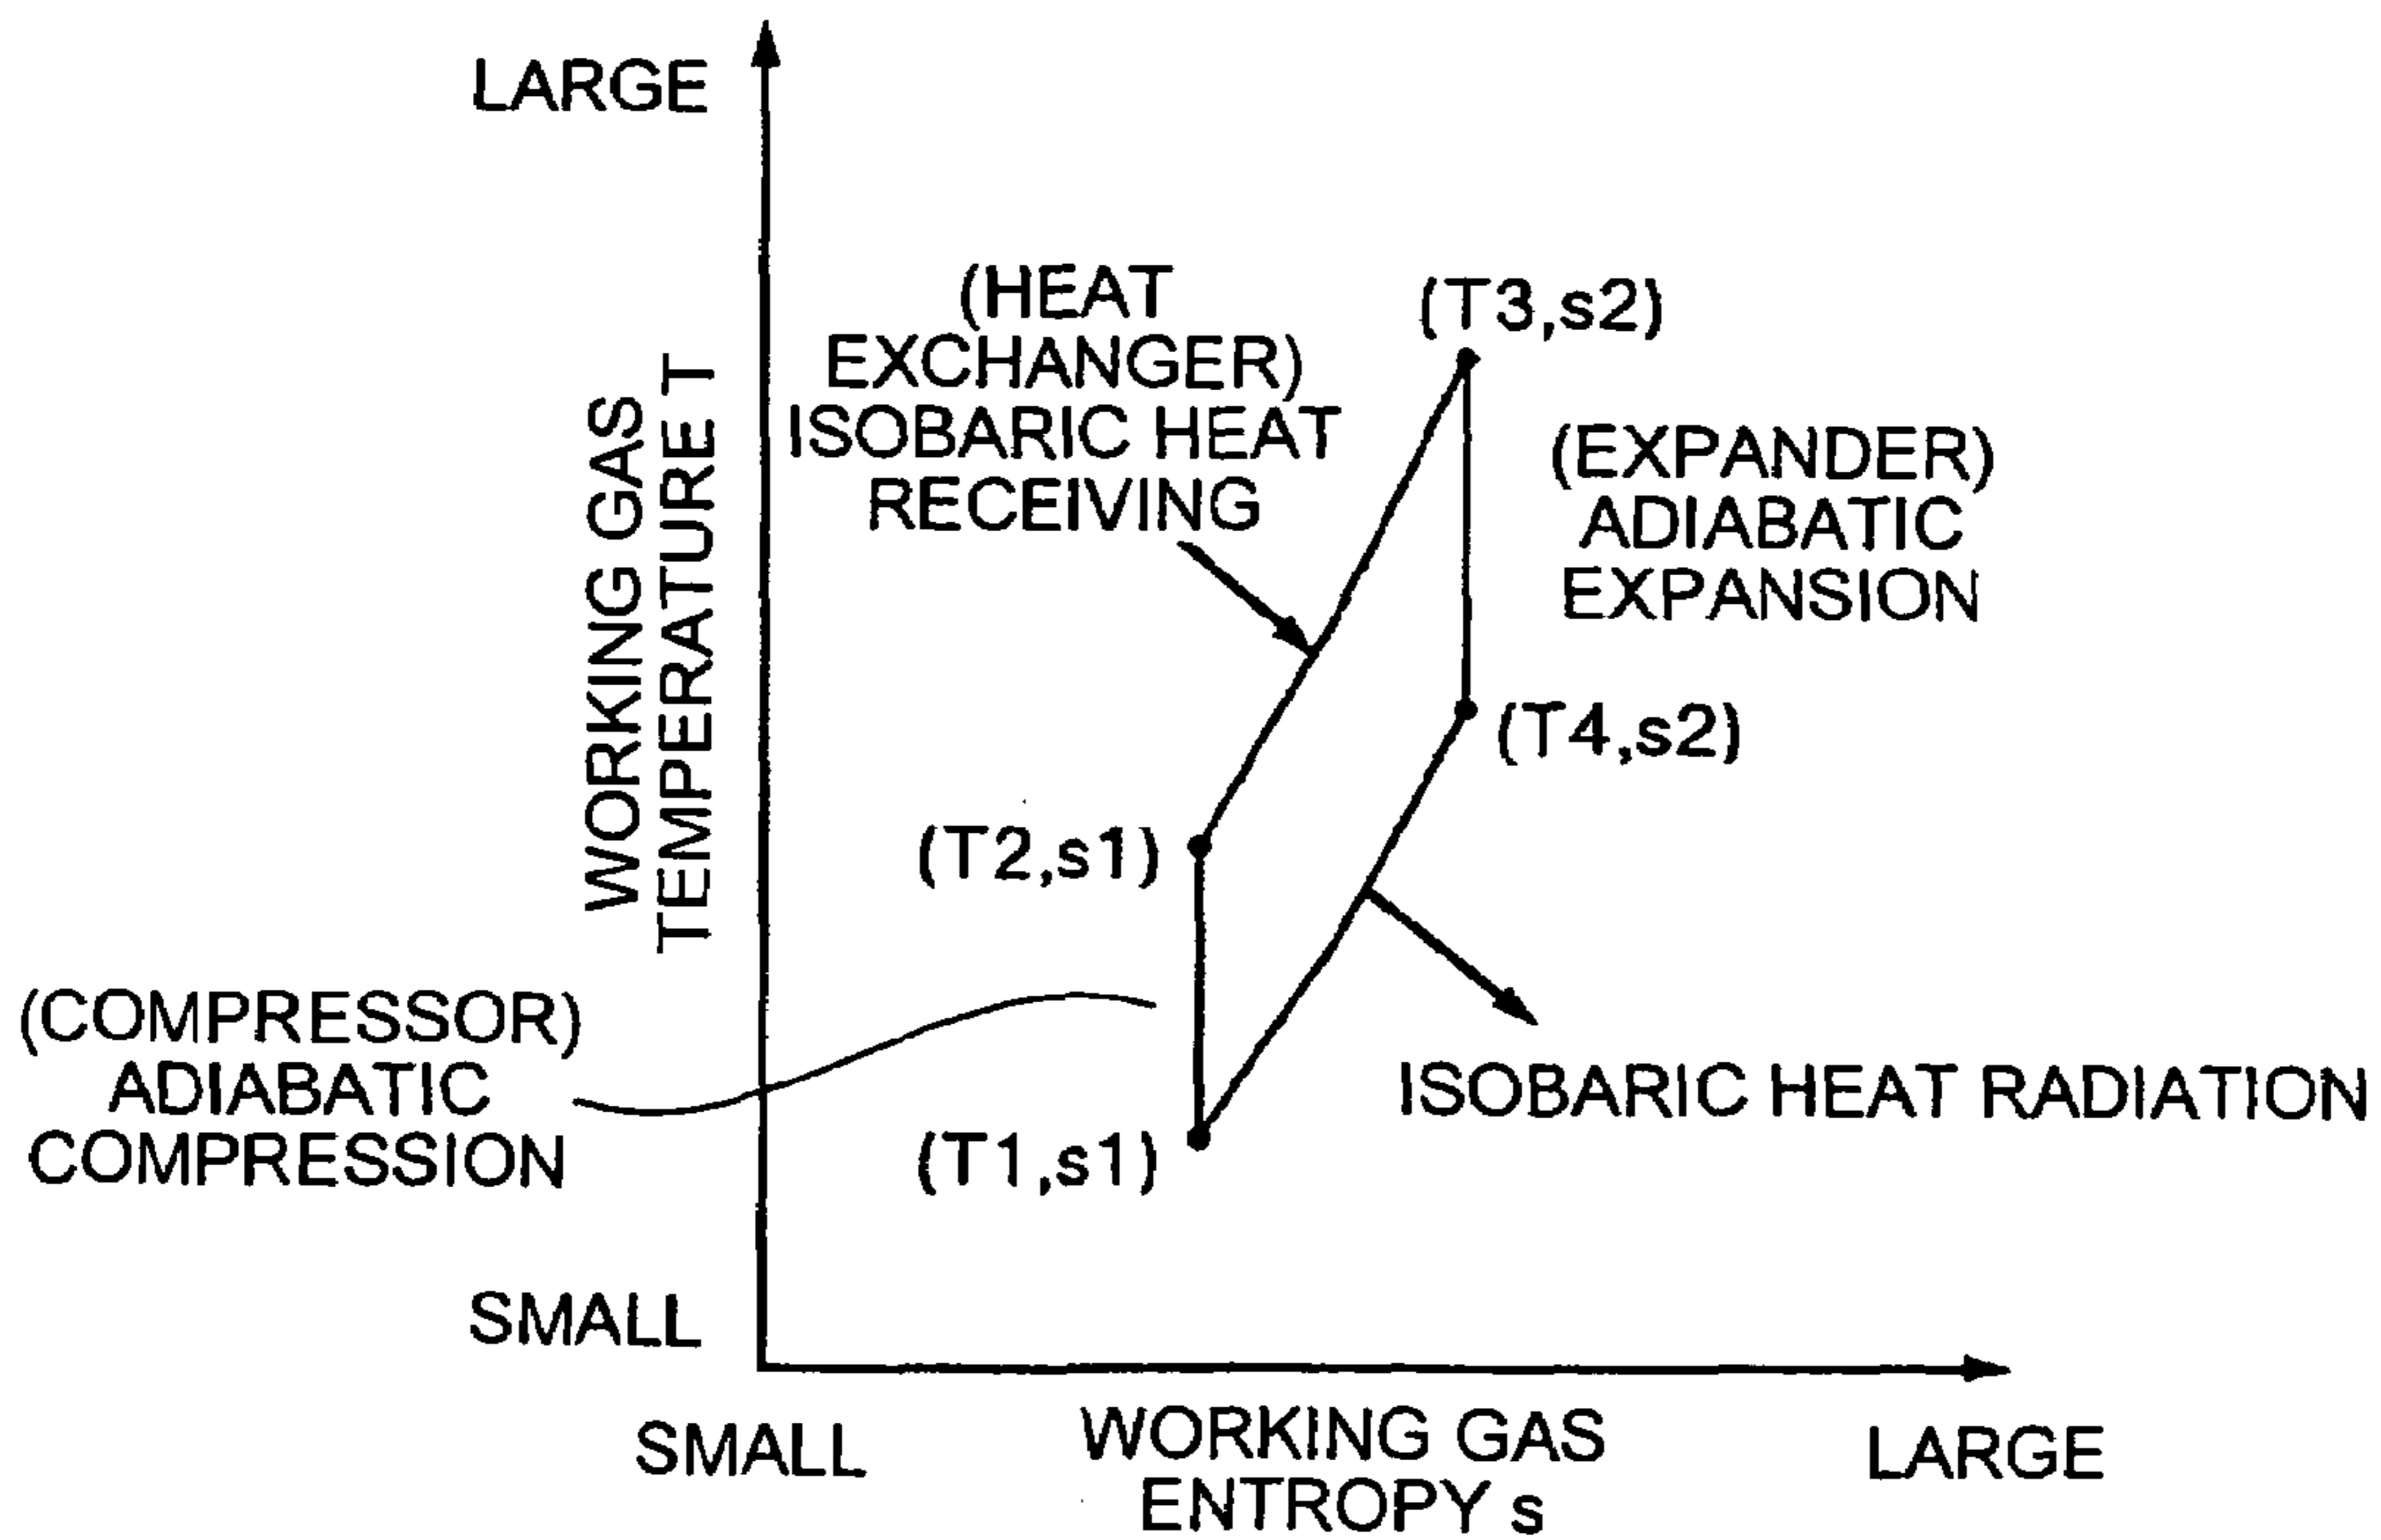 LARGE
WORKING GAS
TEMPERATURE T
SMALL
(HEAT
EXCHANGER)
ISOBARIC HEAT
RECEIVING
(T3,s2)
(EXPANDER)
ADIABATIC
EXPANSION
(T4,s2)
(T2,s1)
(COMPRESSOR)
ADIABATIC
COMPRESSION
(T1,s1)
ISOBARIC HEAT RADIATION
SMALL
WORKING GAS
ENTROPY s
LARGE